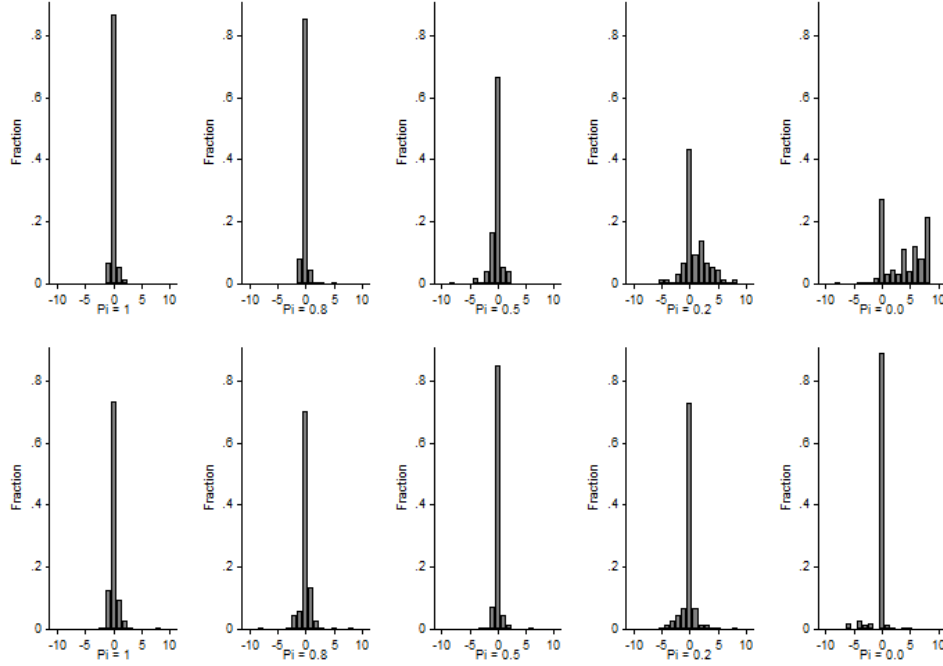 .8 .8 .8 .8 .8
.6 .6 .6 .6 .6
Fraction Fraction Fraction Fraction Fraction
.4 .4 .4 .4 .4
.2 .2 .2 .2 .2
0 0 0 0 0
-10 -5 0 5 10 -10 -5 0 5 10 -10 -5 0 5 10 -10 -5 0 5 10 -10 -5 0 5 10
Pi = 1 Pi = 0.8 Pi = 0.5 Pi = 0.2 Pi = 0.0
.8 .8 .8 .8 .8
.6 .6 .6 .6 .6
Fraction Fraction Fraction Fraction Fraction
.4 .4 .4 .4 .4
.2 .2 .2 .2 .2
0 0 0 0 0
-10 -5 0 5 10 -10 -5 0 5 10 -10 -5 0 5 10 -10 -5 0 5 10 -10 -5 0 5 10
Pi = 1 Pi = 0.8 Pi = 0.5 Pi = 0.2 Pi = 0.0